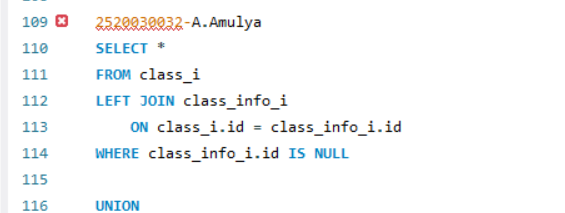 109 2520030032-A.Amulya
110 SELECT *
111 FROM class_i
112 LEFT JOIN class_info_i
113 ON class_i.id = class_info_i.id
114 WHERE class_info_i.id IS NULL
115
116 UNION